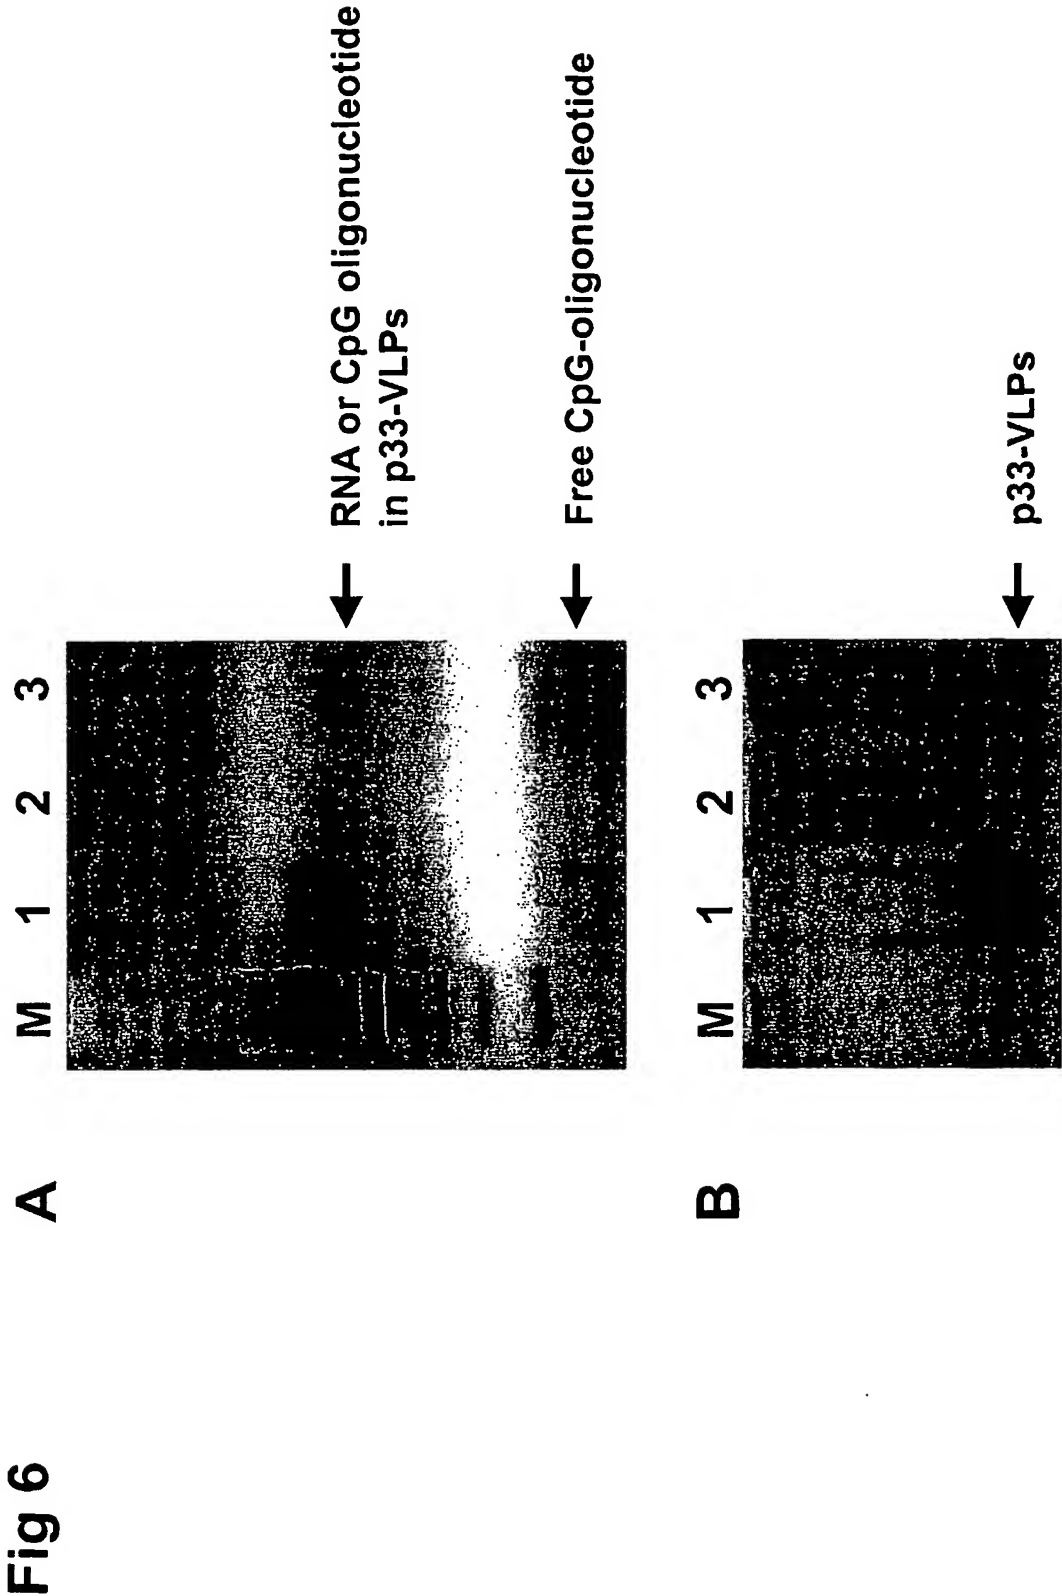 Fig 6
A
M 1 2 3
RNA or CpG oligonucleotide
in p33-VLPs
Free CpG-oligonucleotide
B
M 1 2 3
p33-VLPs